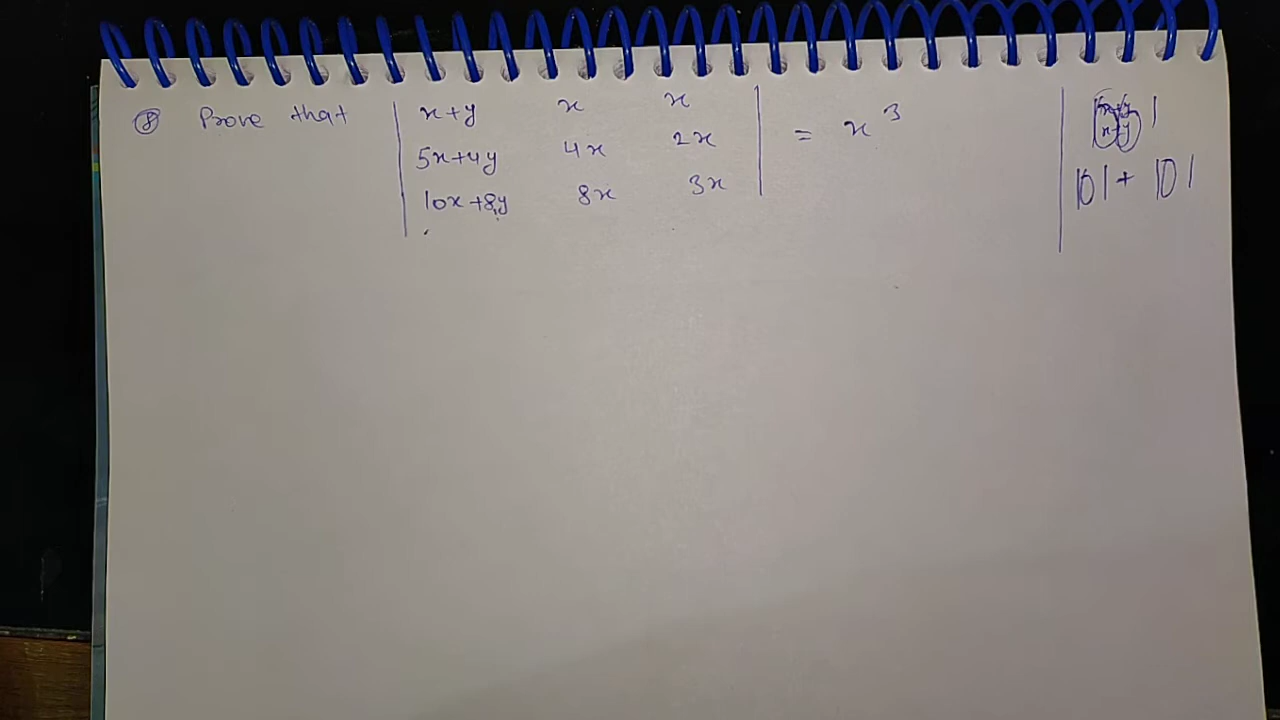 ⑧ Prove that | x+y x x | = x³
| 5x+4y 4x 2x |
| 10x+8y 8x 3x |
x+y
| 0 | + | 0 |